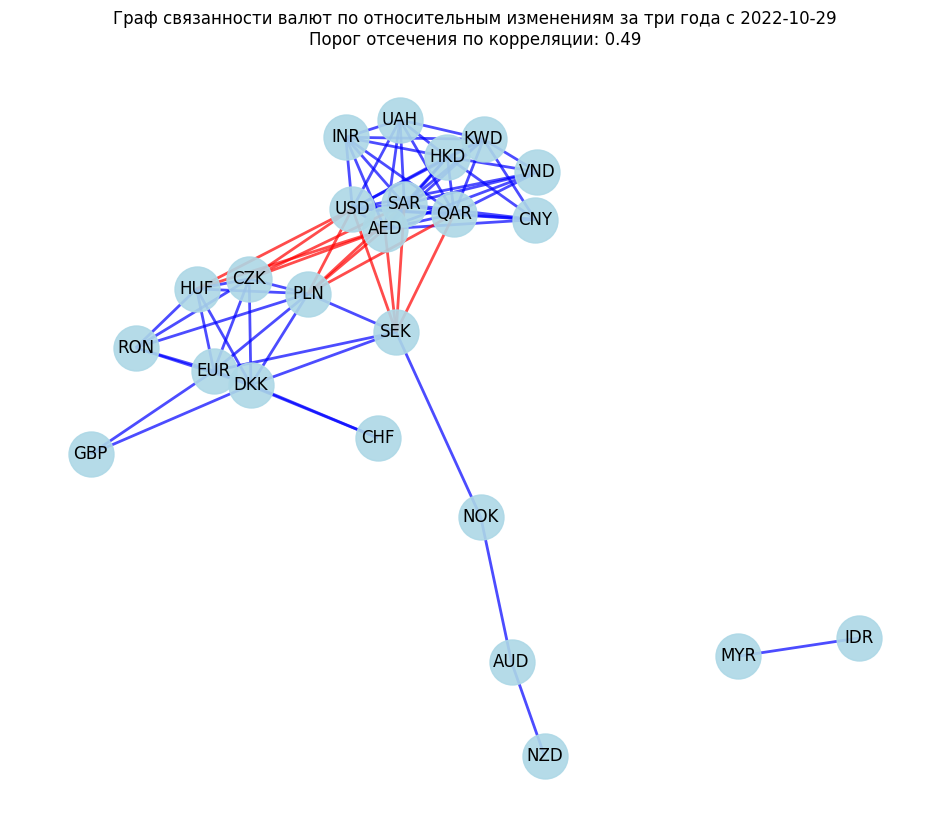 Граф связанности валют по относительным изменениям за три года с 2022-10-29
Порог отсечения по корреляции: 0.49
UAH
INR
KWD
HKD
VND
SAR
USD
QAR
CNY
AED
CZK
HUF
PLN
SEK
RON
EUR
DKK
CHF
GBP
NOK
IDR
MYR
AUD
NZD